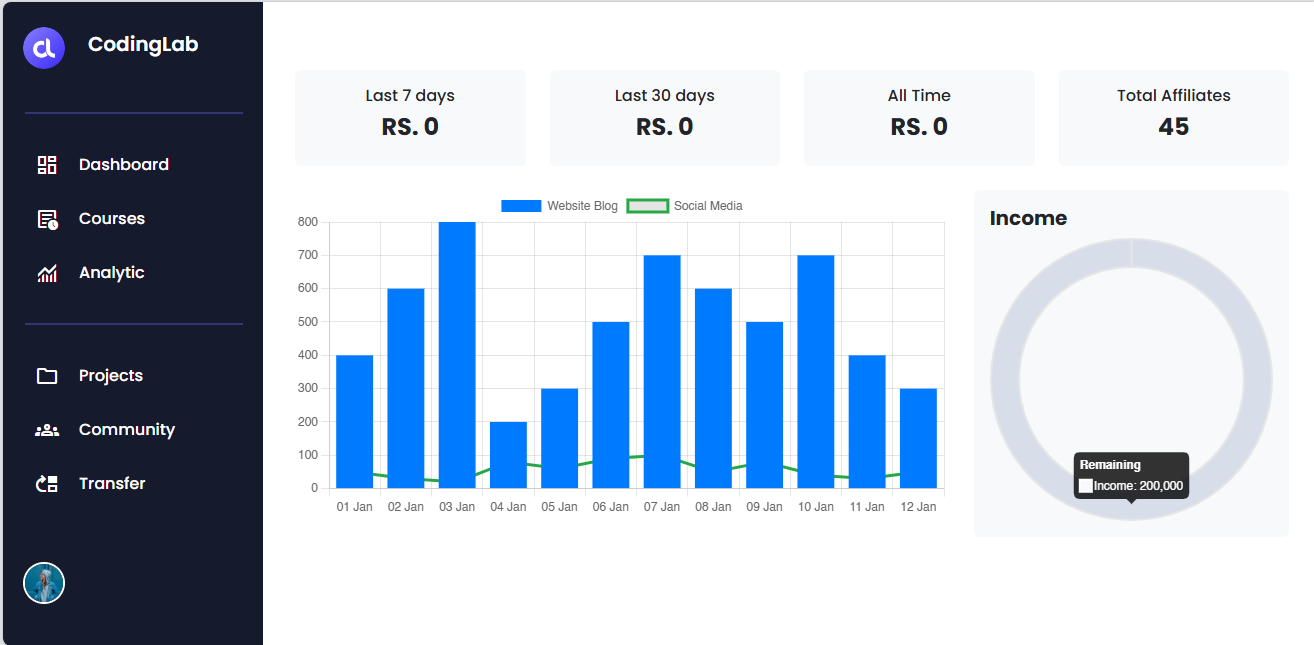 CodingLab
Dashboard
Courses
Analytic
Projects
Community
Transfer
Last 7 days
RS. 0
Last 30 days
RS. 0
All Time
RS. 0
Total Affiliates
45
Website Blog
Social Media
800
700
600
500
400
300
200
100
0
01 Jan 02 Jan 03 Jan 04 Jan 05 Jan 06 Jan 07 Jan 08 Jan 09 Jan 10 Jan 11 Jan 12 Jan
Income
Remaining
Income: 200,000